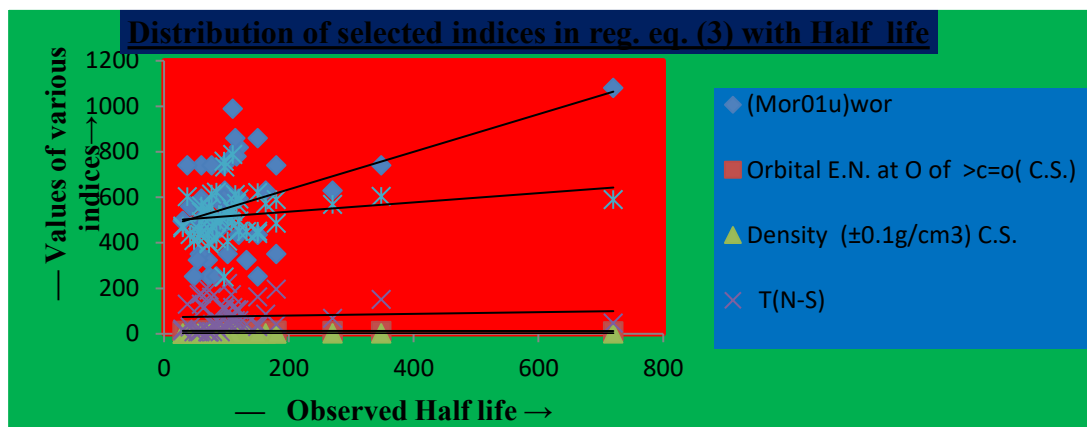 Distribution of selected indices in reg. eq. (3) with Half life
1200
1000
800
600
400
200
0
0 200 400 600 800
— Values of various
indices→
— Observed Half life →
(Mor01u)wor
Orbital E.N. at O of >c=o( C.S.)
Density (±0.1g/cm3) C.S.
T(N-S)